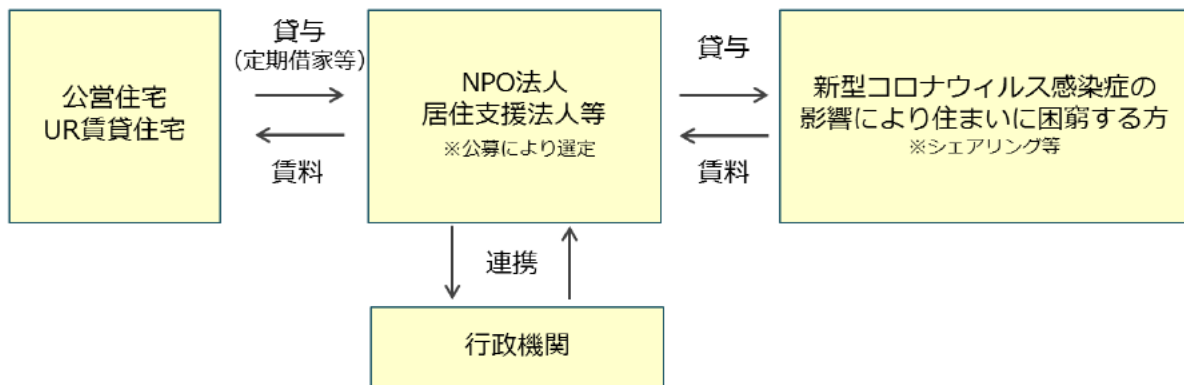 公営住宅
UR賃貸住宅
貸与
（定期借家等）
賃料
NPO法人
居住支援法人等
※公募により選定
貸与
賃料
新型コロナウィルス感染症の
影響により住まいに困窮する方
※シェアリング等
連携
行政機関